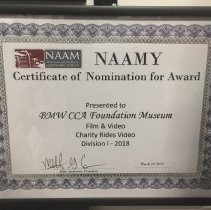 NAAM
NAAMY
Certificate of Nomination for Award
Presented to
BMW CCA Foundation Museum
Film & Video
Charity Rides Video
Division I - 2018